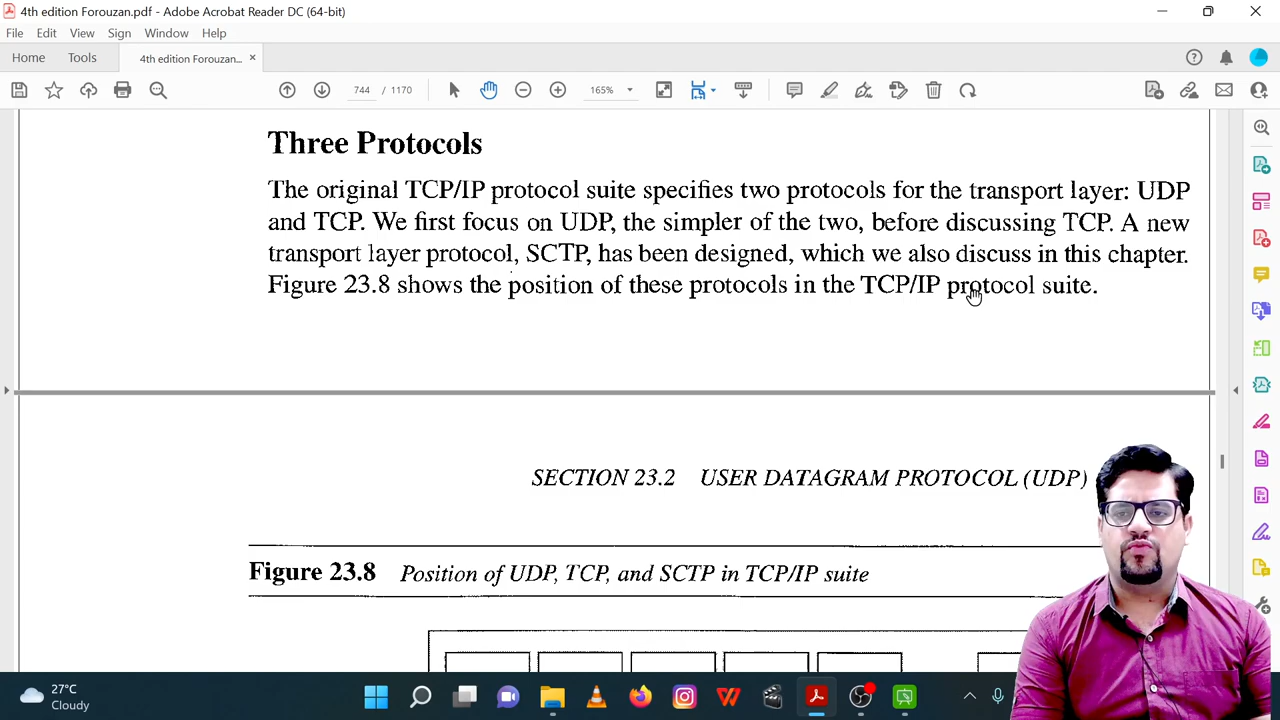 4th edition Forouzan.pdf - Adobe Acrobat Reader DC (64-bit)
File Edit View Sign Window Help
Home Tools 4th edition Forouzan... ×
744 / 1170 165%
Three Protocols
The original TCP/IP protocol suite specifies two protocols for the transport layer: UDP
and TCP. We first focus on UDP, the simpler of the two, before discussing TCP. A new
transport layer protocol, SCTP, has been designed, which we also discuss in this chapter.
Figure 23.8 shows the position of these protocols in the TCP/IP protocol suite.
SECTION 23.2 USER DATAGRAM PROTOCOL (UDP)
Figure 23.8 Position of UDP, TCP, and SCTP in TCP/IP suite
27°C
Cloudy